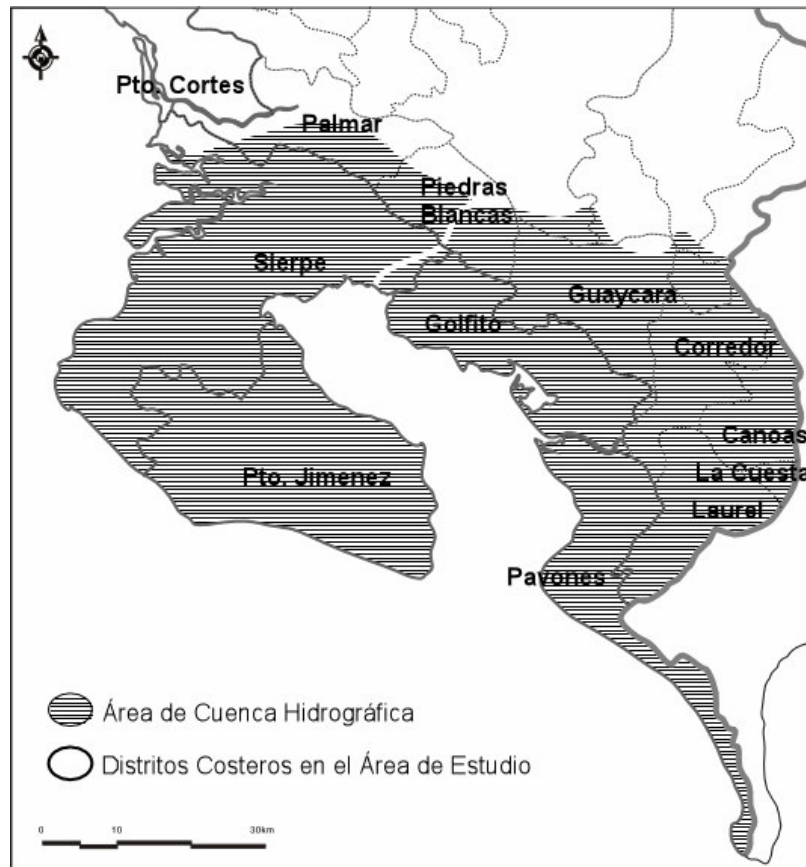 Pto. Cortes
Palmar
Piedras
Blancas
Sierpe
Guaycara
Golfito
Corredor
Canoas
La Cuesta
Pto. Jimenez
Laurel
Pavones
Área de Cuenca Hidrográfica
Distritos Costeros en el Área de Estudio
0 10 30km